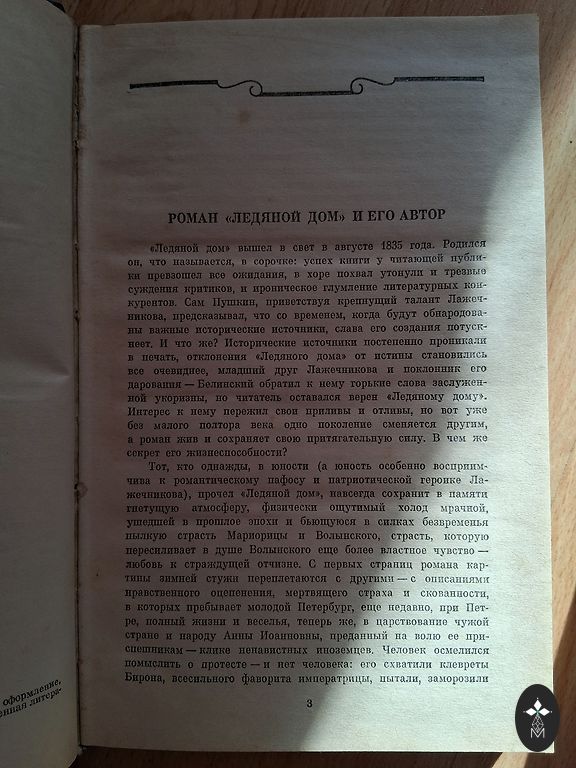 РОМАН «ЛЕДЯНОЙ ДОМ» И ЕГО АВТОР
«Ледяной дом» вышел в свет в августе 1835 года. Родился
он, что называется, в сорочке: успех книги у читающей публи-
ки превзошел все ожидания, в хоре похвал утонули и трезвые
суждения критиков, и ироническое глумление литературных кон-
курентов. Сам Пушкин, приветствуя крепнущий талант Лажеч-
никова, предсказывал, что со временем, когда будут обнародова-
ны важные исторические источники, слава его создания потуск-
неет. И что же? Исторические источники постепенно проникали
в печать, отклонения «Ледяного дома» от истины становились
все очевиднее, младший друг Лажечникова и поклонник его
дарования — Белинский обратил к нему горькие слова заслужен-
ной укоризны, но читатель оставался верен «Ледяному дому».
Интерес к нему пережил свои приливы и отливы, но вот уже
без малого полтора века одно поколение сменяется другим,
а роман жив и сохраняет свою притягательную силу. В чем же
секрет его жизнеспособности?
Тот, кто однажды, в юности (а юность особенно восприим-
чива к романтическому пафосу и патриотической героике Ла-
жечникова), прочел «Ледяной дом», навсегда сохранит в памяти
гнетущую атмосферу, физически ощутимый холод мрачной,
ушедшей в прошлое эпохи и бьющуюся в силках безвременья
пылкую страсть Мариорицы и Волынского, страсть, которую
пересиливает в душе Волынского еще более властное чувство —
любовь к страждущей отчизне. С первых страниц романа кар-
тины зимней стужи переплетаются с другими — с описаниями
нравственного оцепенения, мертвящего страха и скованности,
в которых пребывает молодой Петербург, еще недавно, при Пет-
ре, полный жизни и веселья, теперь же, в царствование чужой
стране и народу Анны Иоанновны, преданный на волю ее при-
спешникам — клике ненавистных иноземцев. Человек осмелился
помыслить о протесте — и нет человека: его схватили клевреты
Бирона, всесильного фаворита императрицы, пытали, заморозили
3
оформление,
енная литера-
М